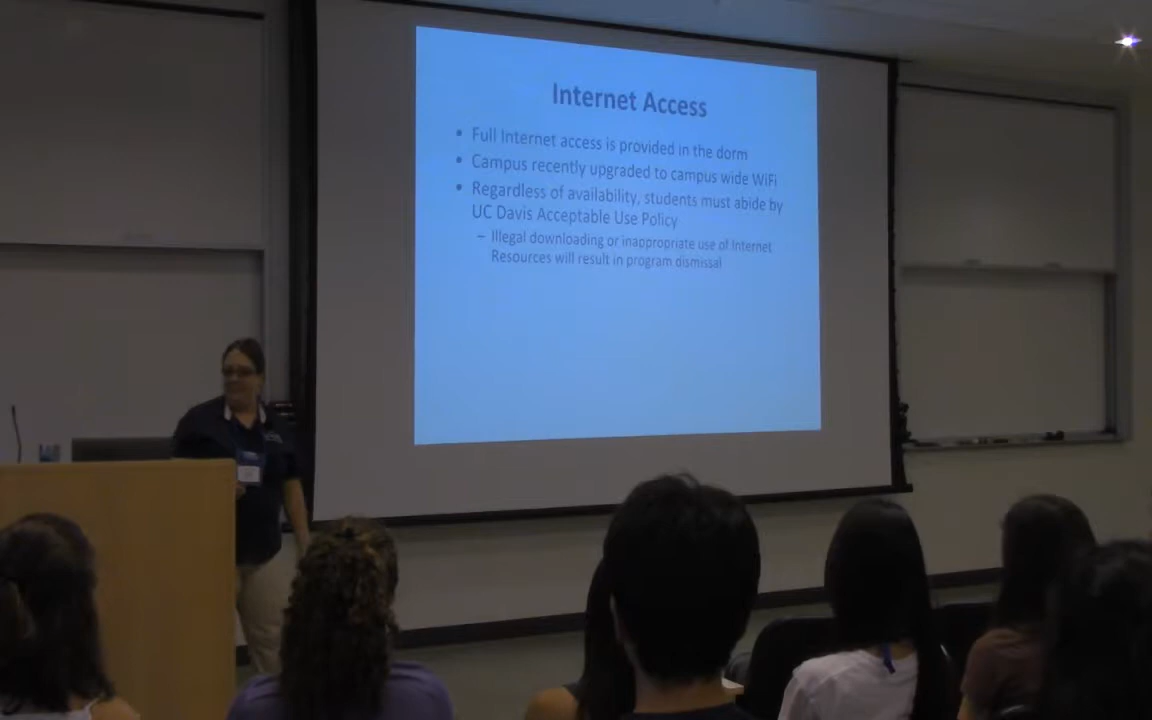 Internet Access
• Full Internet access is provided in the dorm
• Campus recently upgraded to campus wide WiFi
• Regardless of availability, students must abide by
UC Davis Acceptable Use Policy
– Illegal downloading or inappropriate use of Internet
Resources will result in program dismissal